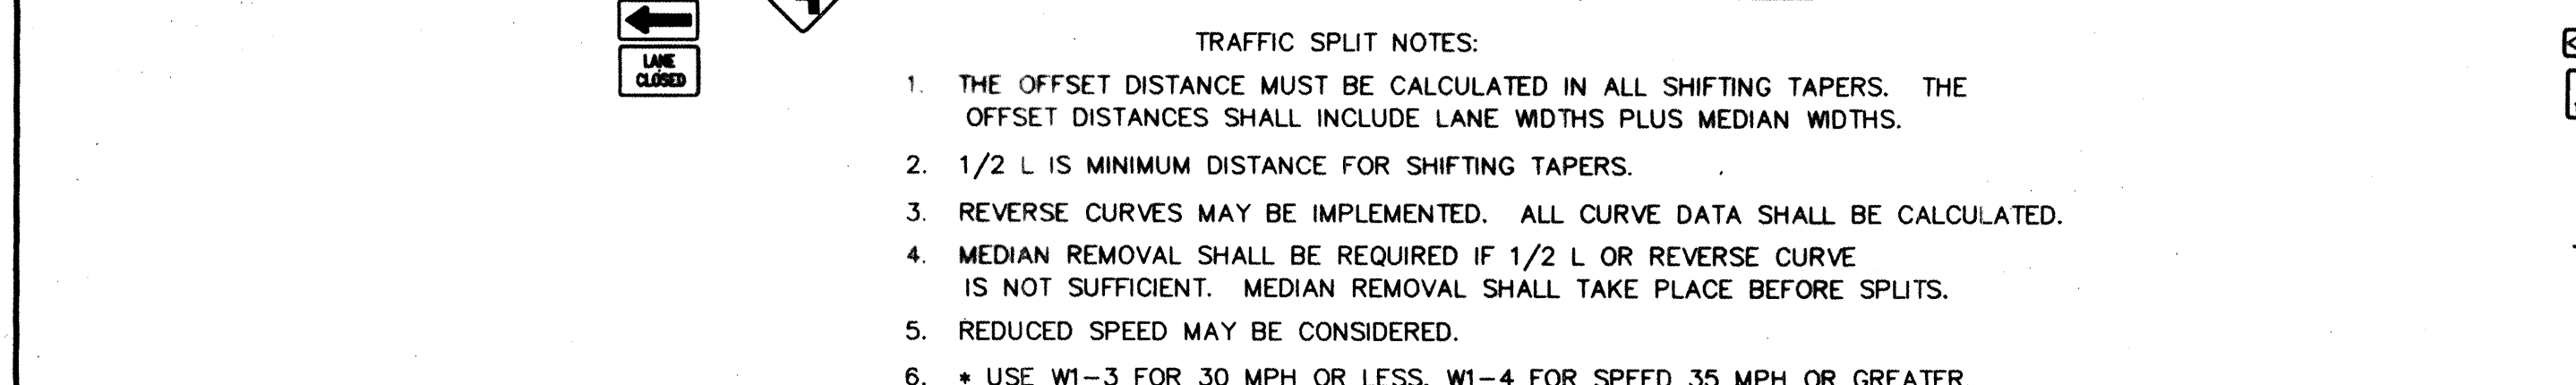 LANE
CLOSED
TRAFFIC SPLIT NOTES:
1. THE OFFSET DISTANCE MUST BE CALCULATED IN ALL SHIFTING TAPERS. THE
OFFSET DISTANCES SHALL INCLUDE LANE WIDTHS PLUS MEDIAN WIDTHS.
2. 1/2 L IS MINIMUM DISTANCE FOR SHIFTING TAPERS.
3. REVERSE CURVES MAY BE IMPLEMENTED. ALL CURVE DATA SHALL BE CALCULATED.
4. MEDIAN REMOVAL SHALL BE REQUIRED IF 1/2 L OR REVERSE CURVE
IS NOT SUFFICIENT. MEDIAN REMOVAL SHALL TAKE PLACE BEFORE SPLITS.
5. REDUCED SPEED MAY BE CONSIDERED.
6. * USE W1-3 FOR 30 MPH OR LESS, W1-4 FOR SPEED 35 MPH OR GREATER.